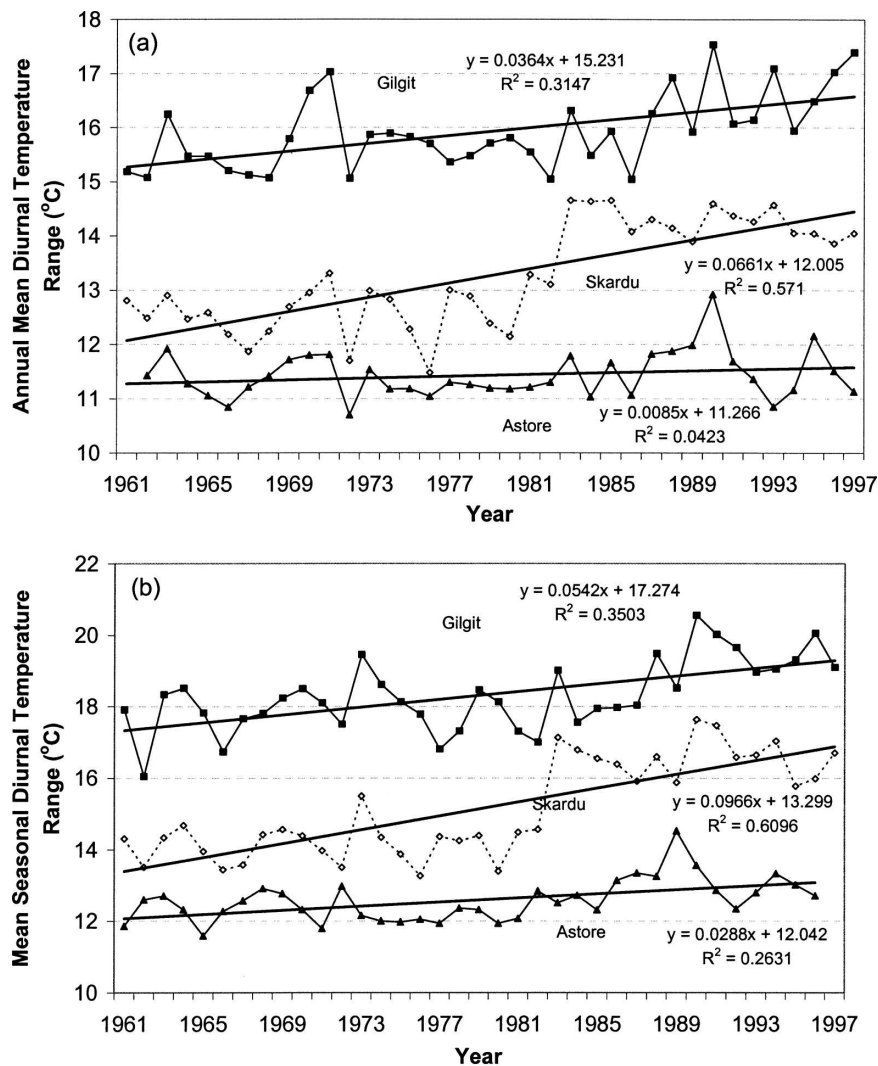 (a)
Annual Mean Diurnal Temperature
Range (°C)
18
17
16
15
14
13
12
11
10
Gilgit
y = 0.0364x + 15.231
R² = 0.3147
Skardu
y = 0.0661x + 12.005
R² = 0.571
Astore
y = 0.0085x + 11.266
R² = 0.0423
1961 1965 1969 1973 1977 1981 1985 1989 1993 1997
Year
(b)
Mean Seasonal Diurnal Temperature
Range (°C)
22
20
18
16
14
12
10
Gilgit
y = 0.0542x + 17.274
R² = 0.3503
Skardu
y = 0.0966x + 13.299
R² = 0.6096
Astore
y = 0.0288x + 12.042
R² = 0.2631
1961 1965 1969 1973 1977 1981 1985 1989 1993 1997
Year